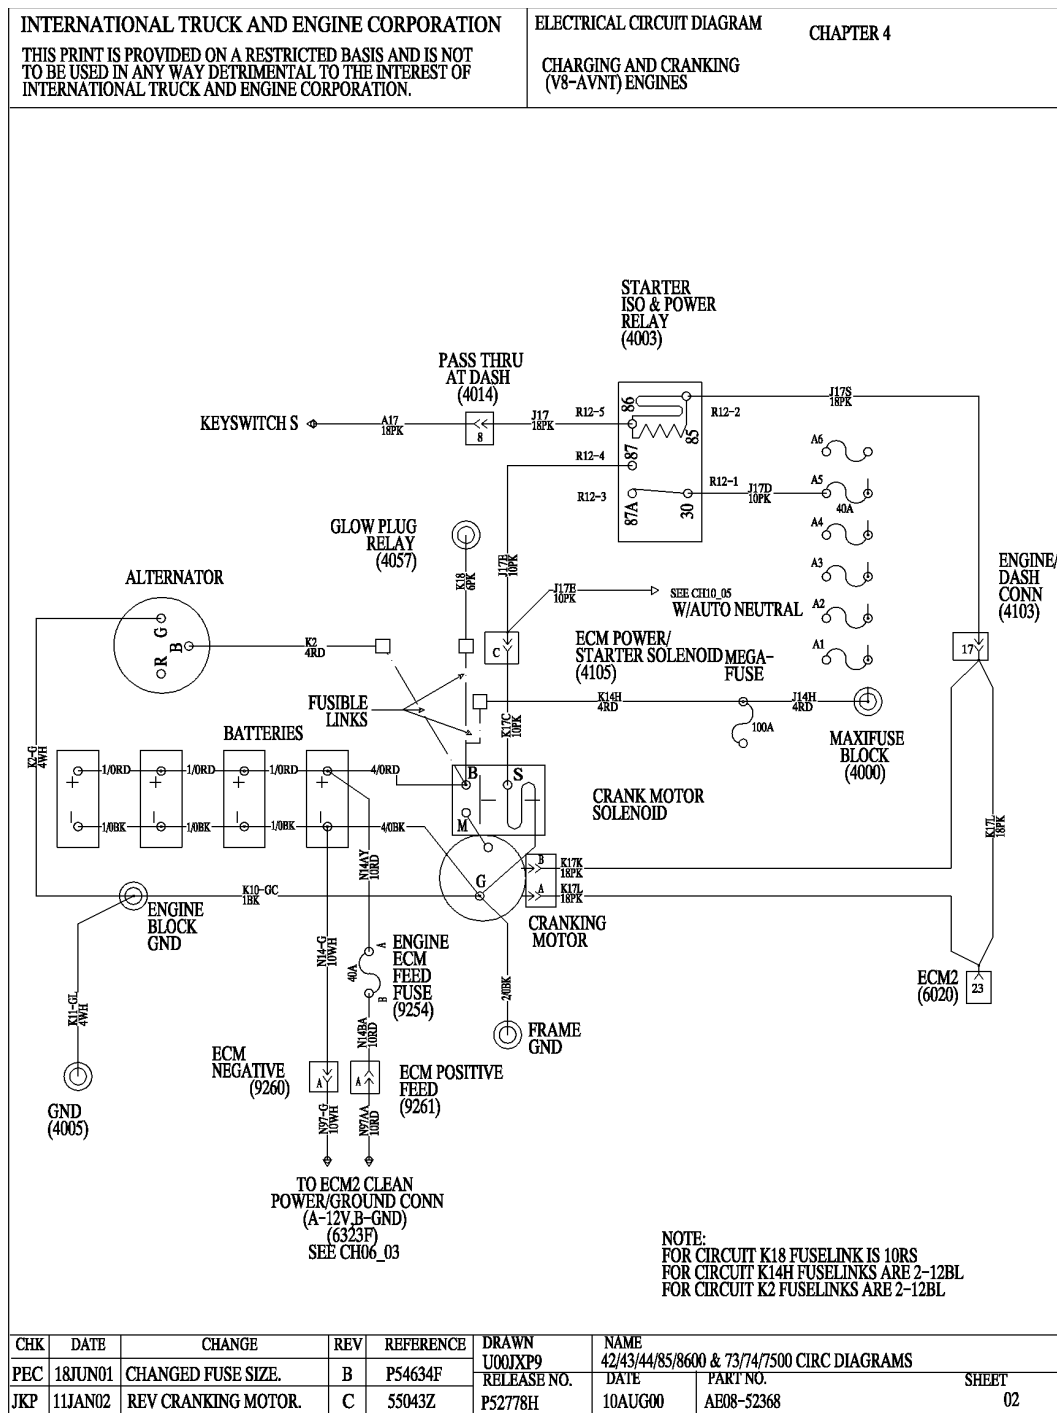 INTERNATIONAL TRUCK AND ENGINE CORPORATION
THIS PRINT IS PROVIDED ON A RESTRICTED BASIS AND IS NOT
TO BE USED IN ANY WAY DETRIMENTAL TO THE INTEREST OF
INTERNATIONAL TRUCK AND ENGINE CORPORATION.
ELECTRICAL CIRCUIT DIAGRAM
CHAPTER 4
CHARGING AND CRANKING
(V8-AVNT) ENGINES
STARTER
ISO & POWER
RELAY
(4003)
PASS THRU
AT DASH
(4014)
KEYSWITCH S
A17
18PK
8
J17
18PK
R12-5
86
85
R12-2
J17S
18PK
R12-4
87
R12-3
87A
30
R12-1
J17D
10PK
A6
A5
40A
A4
A3
A2
A1
GLOW PLUG
RELAY
(4057)
K18
6PK
J17E
10PK
J17E
10PK
SEE CH10_05
W/AUTO NEUTRAL
ENGINE/
DASH
CONN
(4103)
17
ALTERNATOR
G
B
R
K2
4RD
C
ECM POWER/
STARTER SOLENOID
(4105)
MEGA-
FUSE
100A
K14H
4RD
J14H
4RD
MAXIFUSE
BLOCK
(4000)
FUSIBLE
LINKS
K17C
10PK
K2-G
4WH
BATTERIES
+
1/0RD
+
1/0RD
+
1/0RD
+
4/0RD
-
1/0BK
-
1/0BK
-
1/0BK
-
4/0BK
B
S
M
CRANK MOTOR
SOLENOID
G
B
K17K
18PK
A
K17L
18PK
K17L
18PK
CRANKING
MOTOR
K10-GC
1BK
ENGINE
BLOCK
GND
N14AY
10RD
N14-G
10WH
A
40A
B
ENGINE
ECM
FEED
FUSE
(9254)
2/0BK
FRAME
GND
ECM2
(6020)
23
K11-GL
4WH
GND
(4005)
ECM
NEGATIVE
(9260)
A
N14BA
10RD
A
ECM POSITIVE
FEED
(9261)
N97-G
10WH
N97AA
10RD
TO ECM2 CLEAN
POWER/GROUND CONN
(A-12V,B-GND)
(6323F)
SEE CH06_03
NOTE:
FOR CIRCUIT K18 FUSELINK IS 10RS
FOR CIRCUIT K14H FUSELINKS ARE 2-12BL
FOR CIRCUIT K2 FUSELINKS ARE 2-12BL
CHK DATE CHANGE REV REFERENCE
PEC 18JUN01 CHANGED FUSE SIZE. B P54634F
JKP 11JAN02 REV CRANKING MOTOR. C 55043Z
DRAWN
U00JXP9
RELEASE NO.
P52778H
NAME
42/43/44/85/8600 & 73/74/7500 CIRC DIAGRAMS
DATE
10AUG00
PART NO.
AE08-52368
SHEET
02